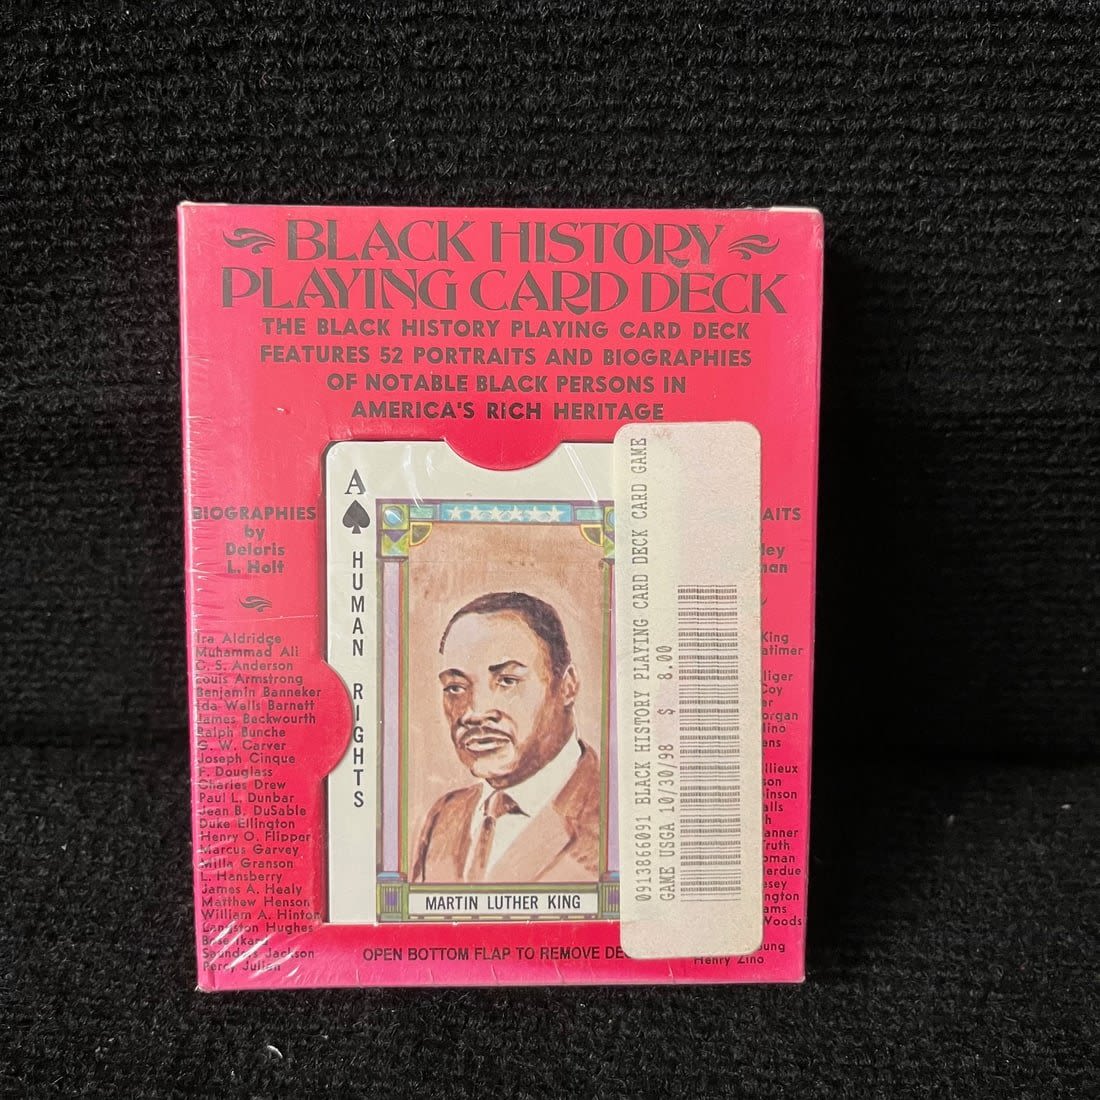 BLACK HISTORY
PLAYING CARD DECK
THE BLACK HISTORY PLAYING CARD DECK
FEATURES 52 PORTRAITS AND BIOGRAPHIES
OF NOTABLE BLACK PERSONS IN
AMERICA'S RICH HERITAGE
BIOGRAPHIES
by
Deloris
L. Holt
Ira Aldridge
Muhammad Ali
C. S. Anderson
Louis Armstrong
Benjamin Banneker
Ida Wells Barnett
James Beckwourth
Ralph Bunche
G. W. Carver
Joseph Cinque
F. Douglass
Charles Drew
Paul L. Dunbar
Jean B. DuSable
Duke Ellington
Henry O. Flipper
Marcus Garvey
Milla Granson
L. Hansberry
James A. Healy
Matthew Henson
William A. Hinton
Langston Hughes
Bose Ikard
Saunders Jackson
Percy Julian
A
HUMAN RIGHTS
MARTIN LUTHER KING
OPEN BOTTOM FLAP TO REMOVE
0913866091 BLACK HISTORY PLAYING CARD DECK CARD GAME
GAME USGA 10/30/98 $ 8.00
King
Woods
Henry Zino